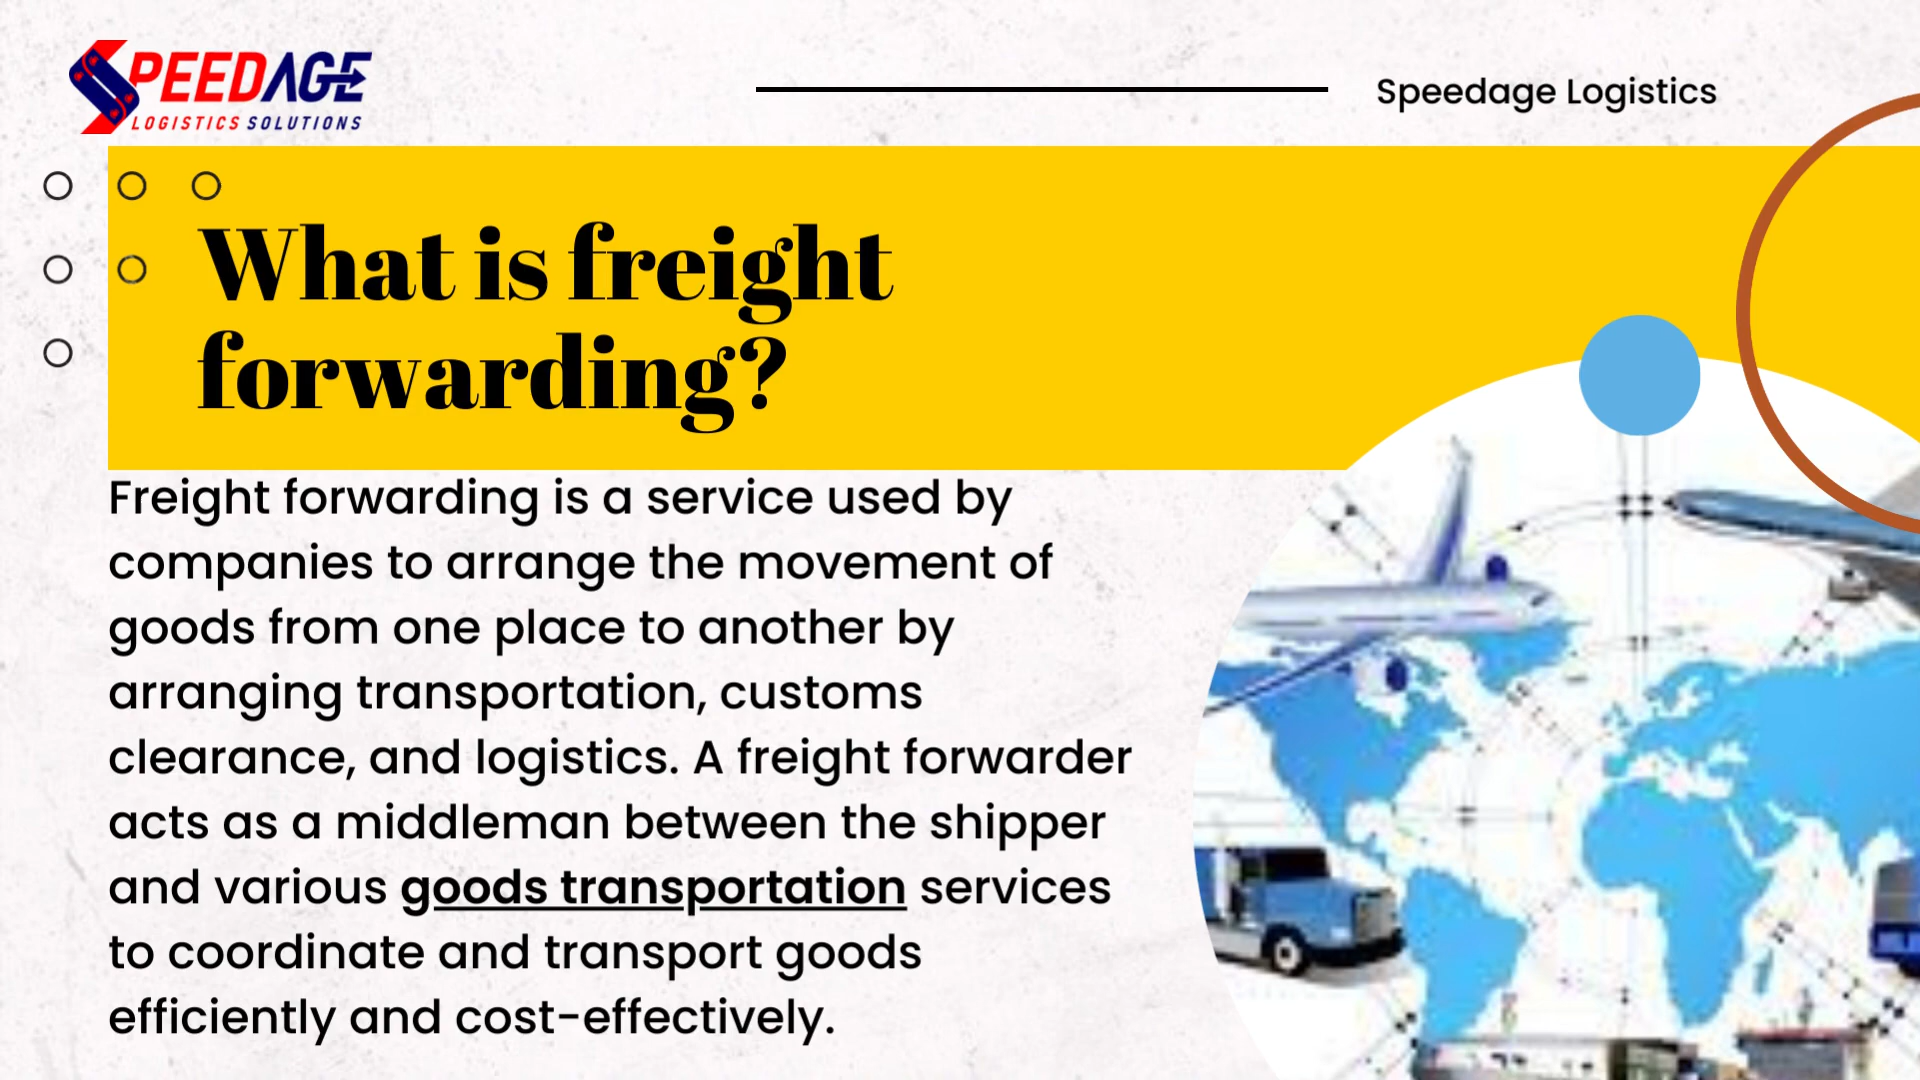 SPEEDAGE
LOGISTICS SOLUTIONS
Speedage Logistics
What is freight
forwarding?
Freight forwarding is a service used by
companies to arrange the movement of
goods from one place to another by
arranging transportation, customs
clearance, and logistics. A freight forwarder
acts as a middleman between the shipper
and various goods transportation services
to coordinate and transport goods
efficiently and cost-effectively.